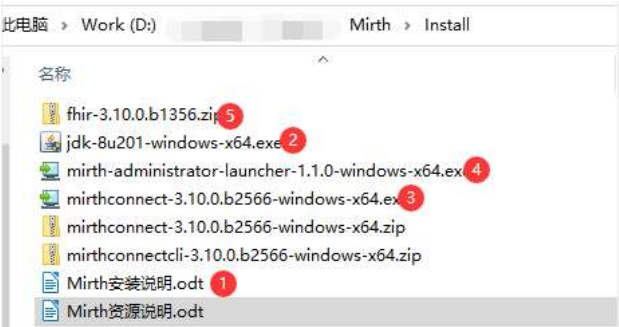 此电脑 > Work (D:) Mirth > Install
名称
fhir-3.10.0.b1356.zip 5
jdk-8u201-windows-x64.exe 2
mirth-administrator-launcher-1.1.0-windows-x64.exe 4
mirthconnect-3.10.0.b2566-windows-x64.exe 3
mirthconnect-3.10.0.b2566-windows-x64.zip
mirthconnectcli-3.10.0.b2566-windows-x64.zip
Mirth安装说明.odt 1
Mirth资源说明.odt